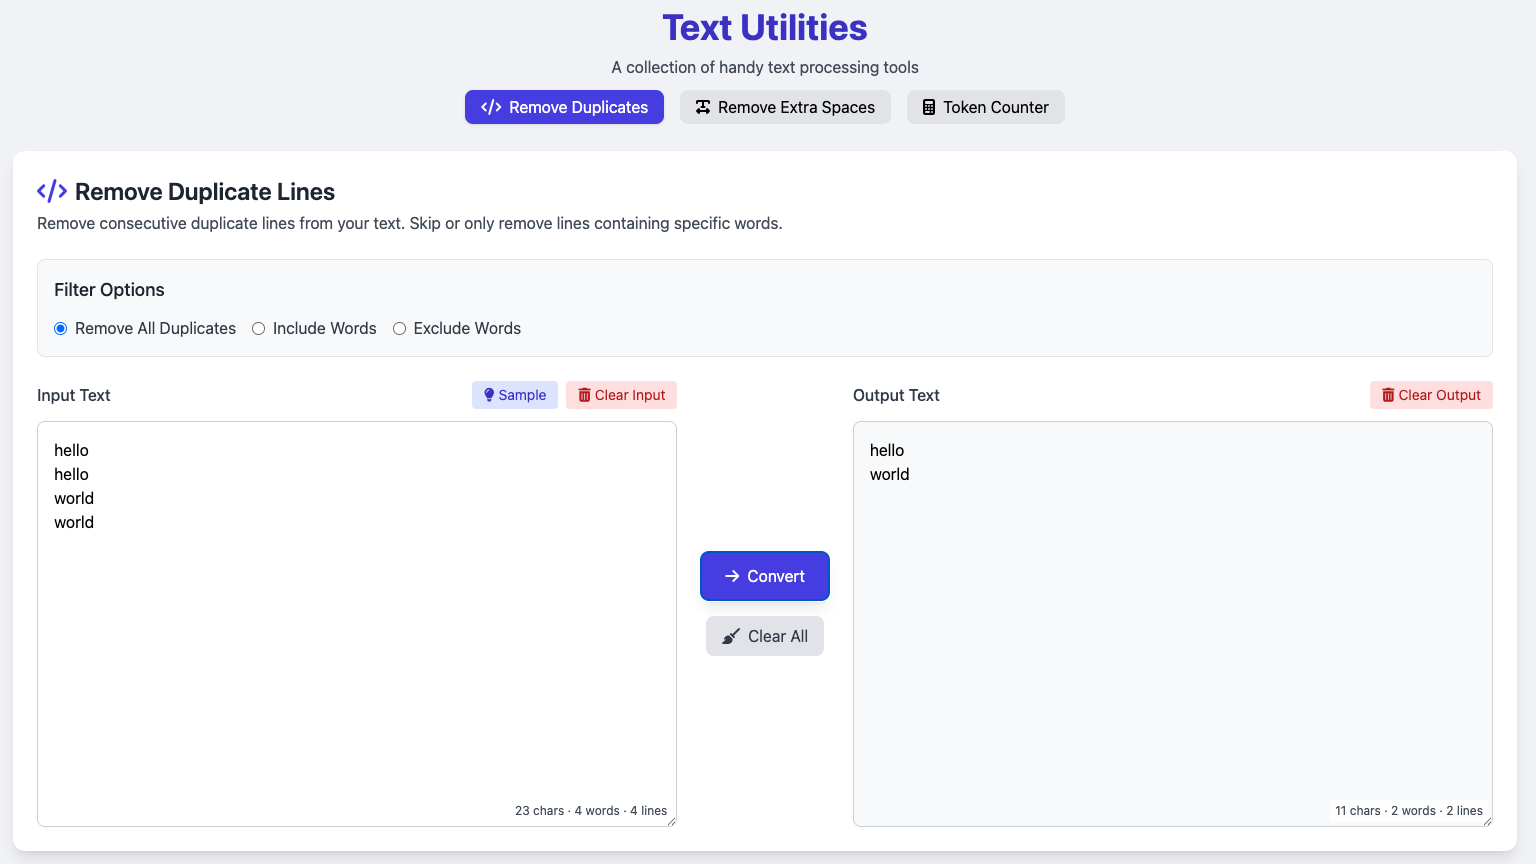 Text Utilities
A collection of handy text processing tools
Remove Duplicates
Remove Extra Spaces
Token Counter
Remove Duplicate Lines
Remove consecutive duplicate lines from your text. Skip or only remove lines containing specific words.
Filter Options
Remove All Duplicates
Include Words
Exclude Words
Input Text
Sample
Clear Input
hello
hello
world
world
23 chars · 4 words · 4 lines
Convert
Clear All
Output Text
Clear Output
hello
world
11 chars · 2 words · 2 lines